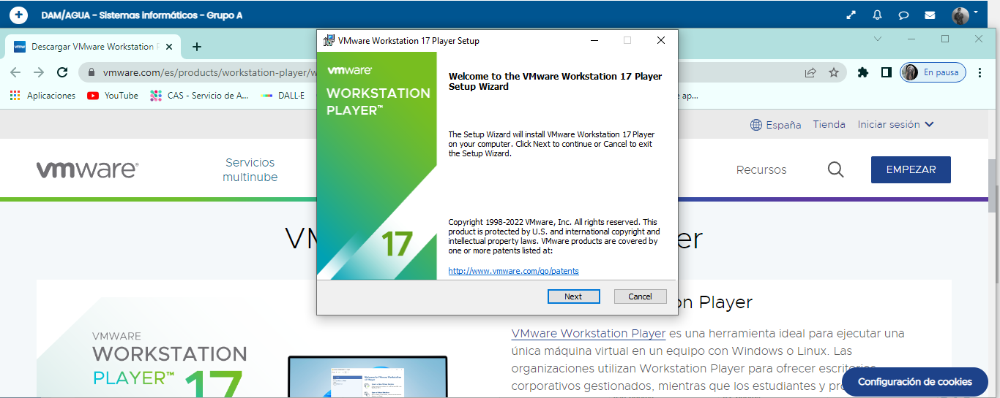 DAM/AGUA - Sistemas informáticos - Grupo A
VMware Workstation 17 Player Setup
vmw
Descargar VMware Workstation P
vmware.com/es/products/workstation-player/w
En pausa
Aplicaciones
YouTube
CAS - Servicio de A...
DALL·E
e ap...
vmware
WORKSTATION
PLAYER™
17
Welcome to the VMware Workstation 17 Player
Setup Wizard
The Setup Wizard will install VMware Workstation 17 Player
on your computer. Click Next to continue or Cancel to exit
the Setup Wizard.
Copyright 1998-2022 VMware, Inc. All rights reserved. This
product is protected by U.S. and international copyright and
intellectual property laws. VMware products are covered by
one or more patents listed at:
http://www.vmware.com/go/patents
Next
Cancel
España
Tienda
Iniciar sesión
vmware
Servicios
multinube
Recursos
EMPEZAR
VM
er
on Player
VMWARE
WORKSTATION
PLAYER™
17
VMware Workstation Player es una herramienta ideal para ejecutar una
única máquina virtual en un equipo con Windows o Linux. Las
organizaciones utilizan Workstation Player para ofrecer escritorios
corporativos gestionados, mientras que los estudiantes y pr
Configuración de cookies